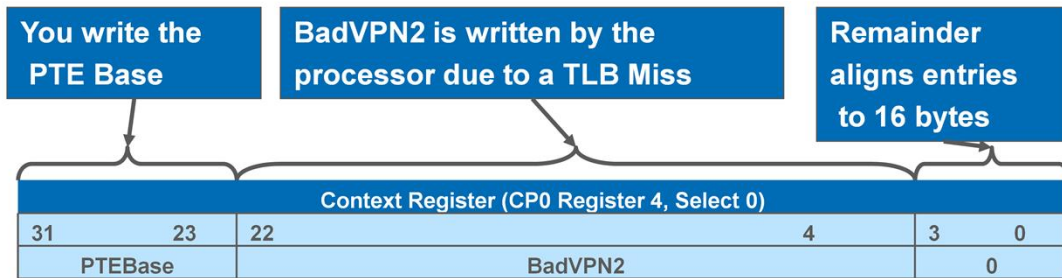 You write the
PTE Base
BadVPN2 is written by the
processor due to a TLB Miss
Remainder
aligns entries
to 16 bytes
Context Register (CP0 Register 4, Select 0)
31 23 22 4 3 0
PTEBase BadVPN2 0